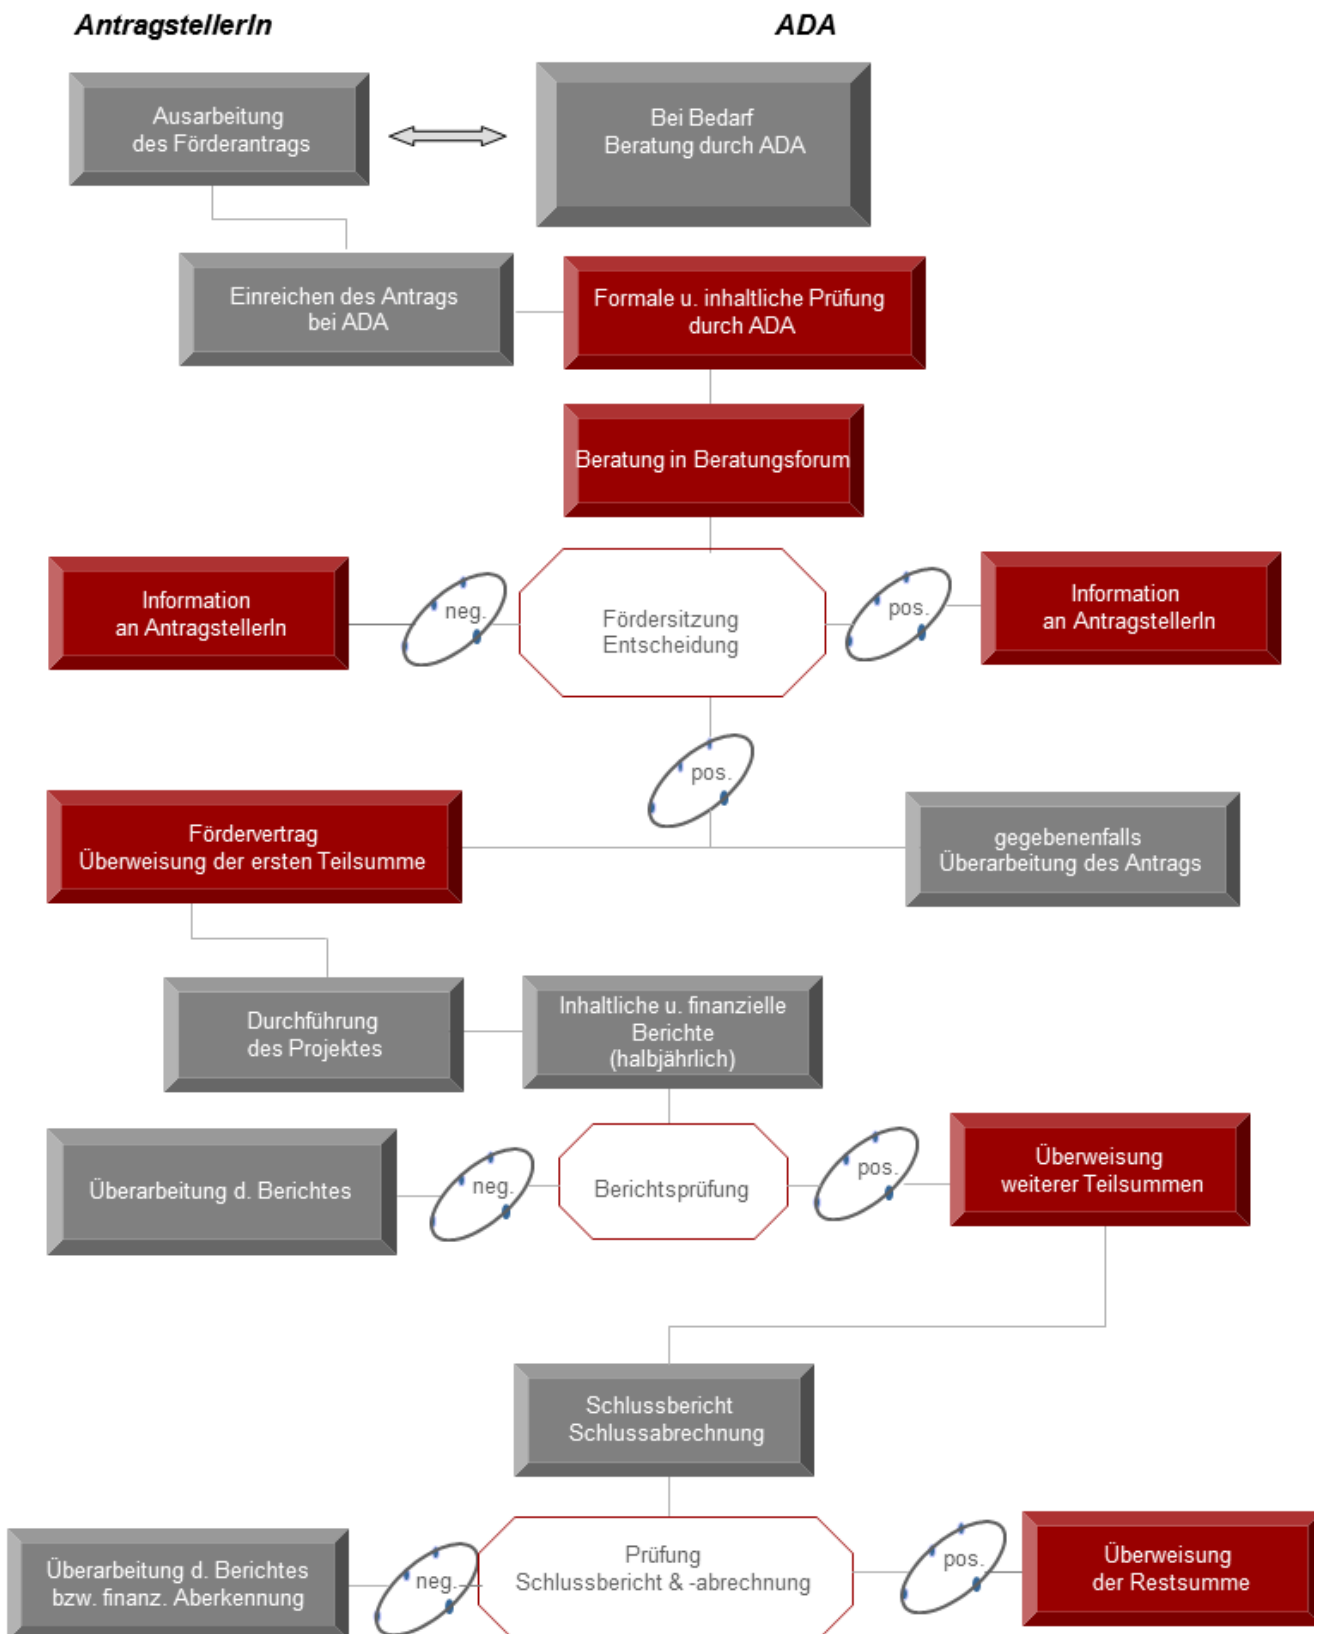 AntragstellerIn
ADA
Ausarbeitung
des Förderantrags
Bei Bedarf
Beratung durch ADA
Einreichen des Antrags
bei ADA
Formale u. inhaltliche Prüfung
durch ADA
Beratung in Beratungsforum
Information
an AntragstellerIn
neg.
Fördersitzung
Entscheidung
pos.
Information
an AntragstellerIn
pos.
Fördervertrag
Überweisung der ersten Teilsumme
gegebenenfalls
Überarbeitung des Antrags
Durchführung
des Projektes
Inhaltliche u. finanzielle
Berichte
(halbjährlich)
Überarbeitung d. Berichtes
neg.
Berichtsprüfung
pos.
Überweisung
weiterer Teilsummen
Schlussbericht
Schlussabrechnung
Überarbeitung d. Berichtes
bzw. finanz. Aberkennung
neg.
Prüfung
Schlussbericht & -abrechnung
pos.
Überweisung
der Restsumme